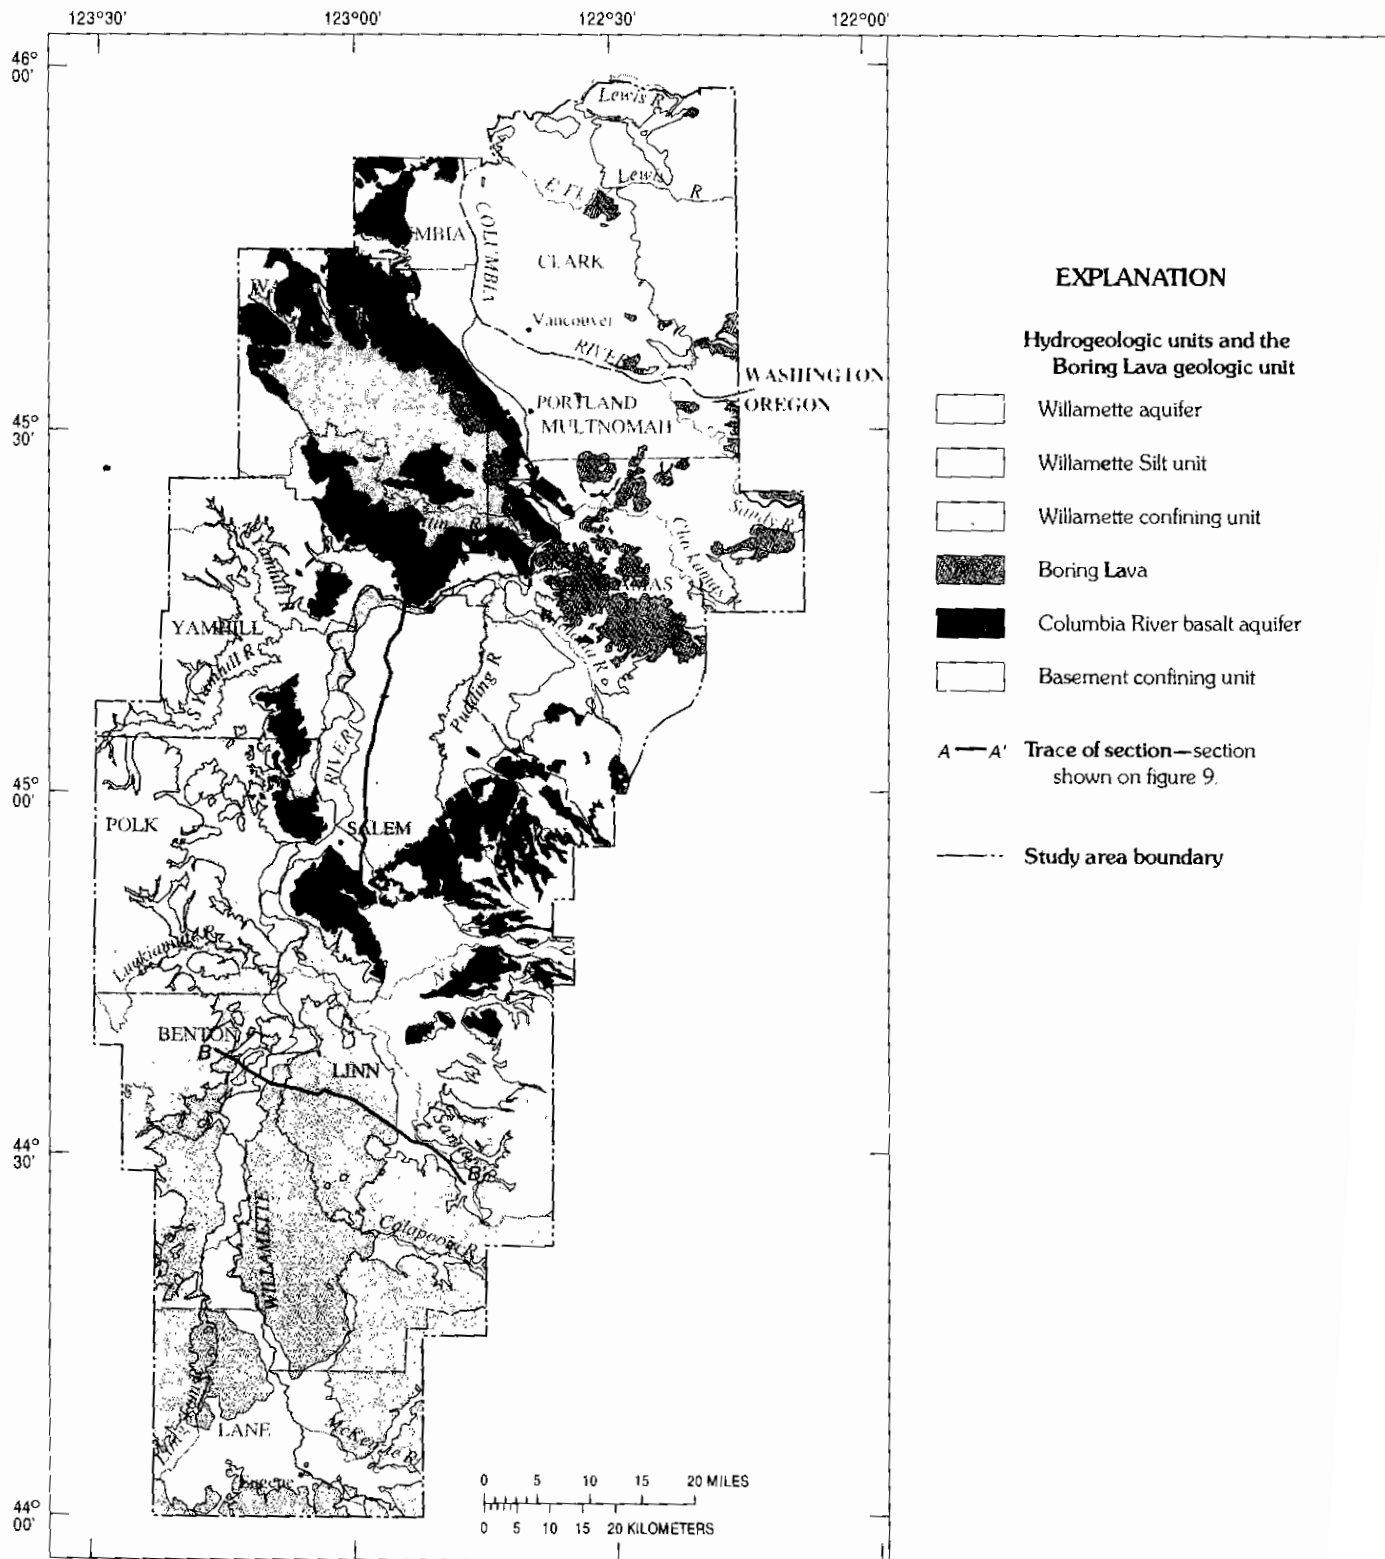 123°30' 123°00' 122°30' 122°00'
46°
00'
Lewis R
Lewis
R
COLUMBIA
CLARK
Vancouver
RIVER
WASHINGTON
OREGON
PORTLAND
MULTNOMAH
45°
30'
Sandy R
Clackamas R
Yamhill
YAMHILL
Yamhill R
Pudding R
RIVER
45°
00'
POLK
SALEM
Luckiamute R
N
BENTON
B
LINN
44°
30'
B'
WILLAMETTE
Calapooia R
LANE
McKenzie R
Eugene
44°
00'
0 5 10 15 20 MILES
0 5 10 15 20 KILOMETERS
EXPLANATION
Hydrogeologic units and the
Boring Lava geologic unit
Willamette aquifer
Willamette Silt unit
Willamette confining unit
Boring Lava
Columbia River basalt aquifer
Basement confining unit
A — A' Trace of section—section
shown on figure 9.
Study area boundary